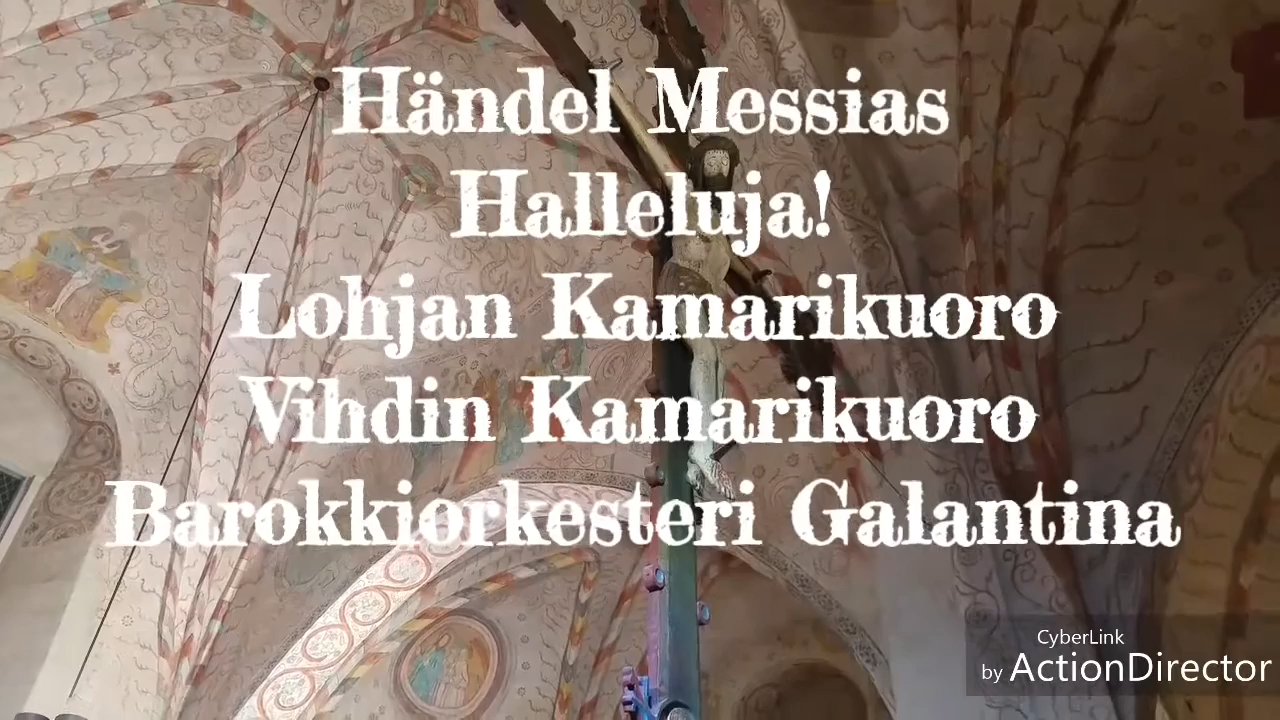 Händel Messias
Halleluja!
Lohjan Kamarikuoro
Vihdin Kamarikuoro
Barokkiorkesteri Galantina
CyberLink
by ActionDirector